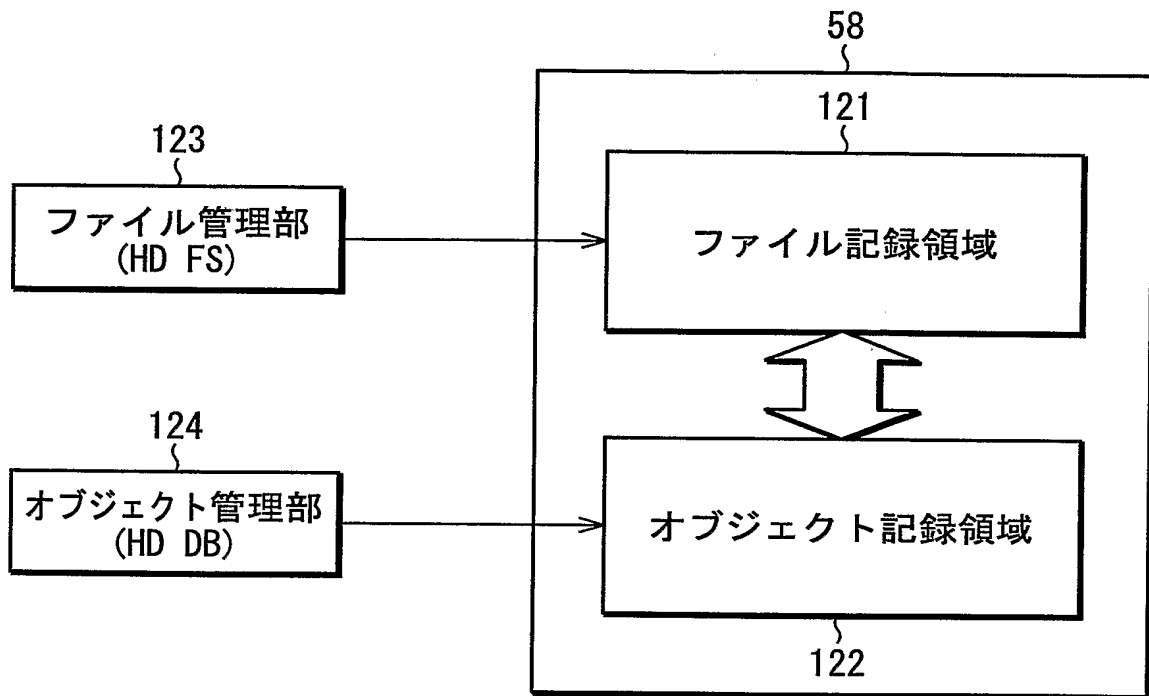 58
121
123
ファイル管理部
(HD FS)
ファイル記録領域
124
オブジェクト管理部
(HD DB)
オブジェクト記録領域
122